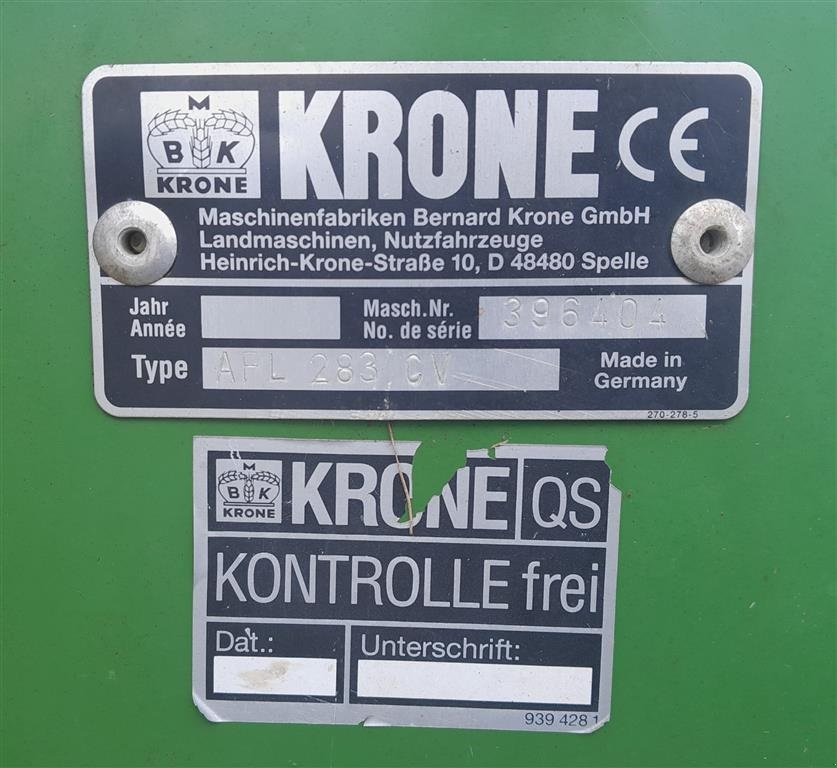 M
B K
KRONE
KRONE CE
Maschinenfabriken Bernard Krone GmbH
Landmaschinen, Nutzfahrzeuge
Heinrich-Krone-Straße 10, D 48480 Spelle
Jahr
Année
Masch.Nr.
No. de série
396404
Type AFL 283 CV
Made in
Germany
270-278-5
M
B K
KRONE
KRONE QS
KONTROLLE frei
Dat.: Unterschrift:
939 428 1